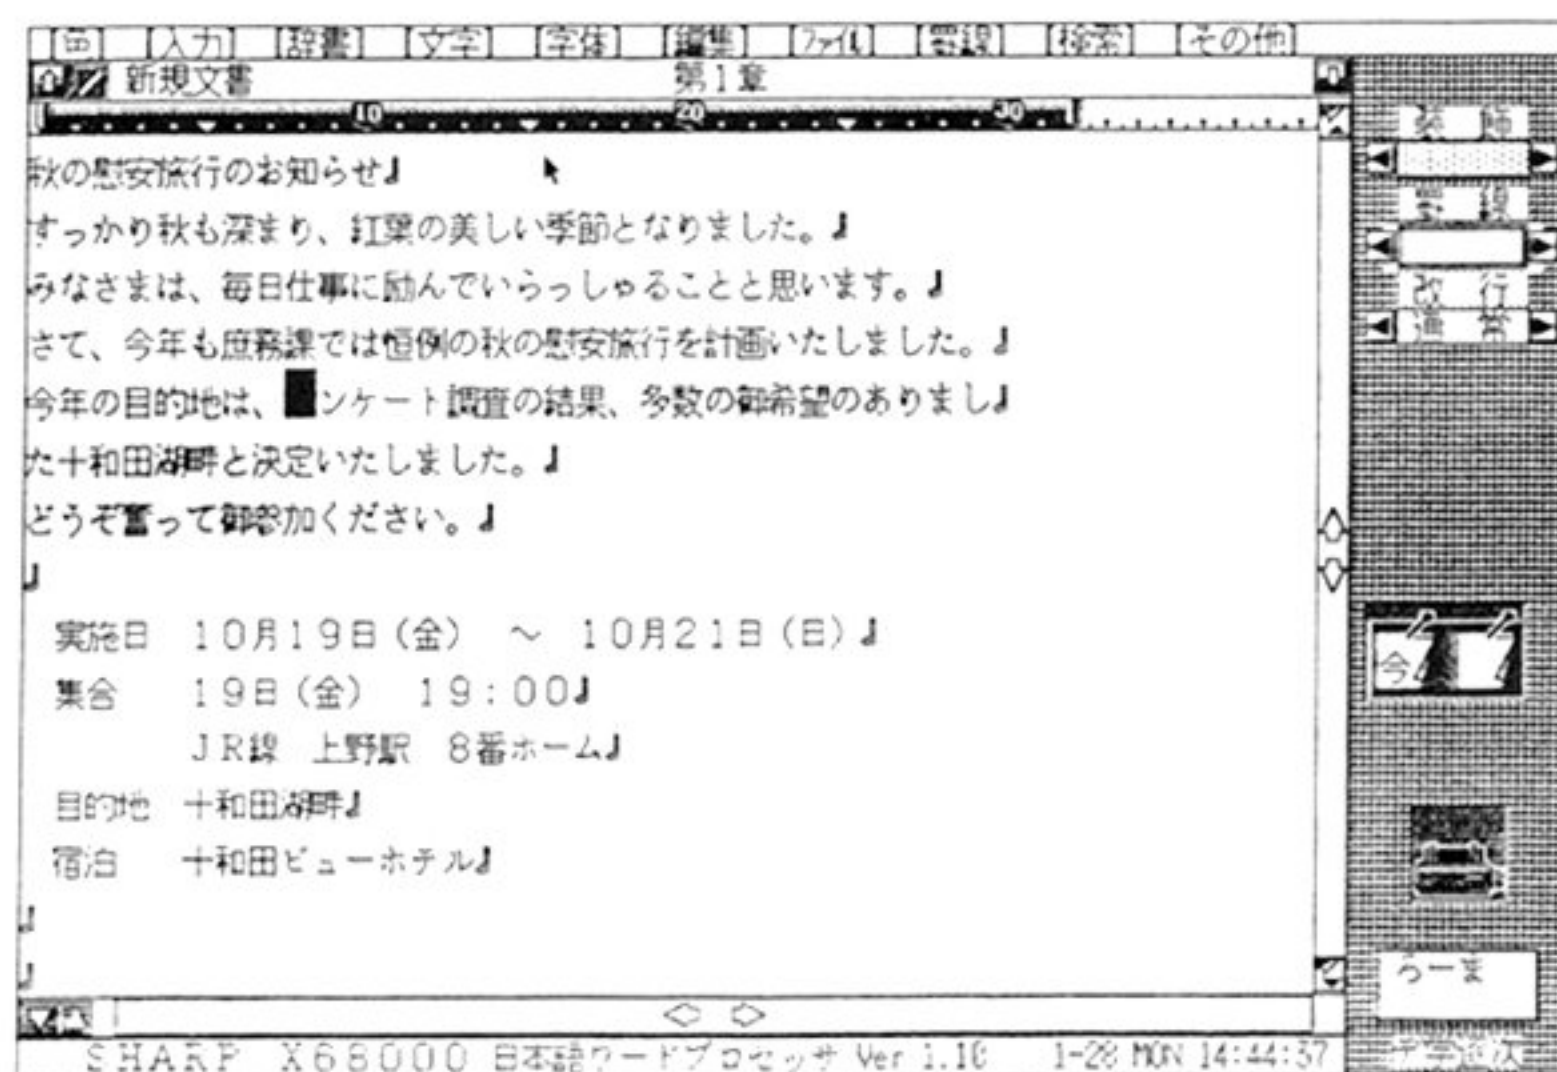 [色] [入力] [辞書] [文字] [字体] [編集] [ファイル] [罫線] [検索] [その他]
新規文書 第1章
10 20 30
秋の慰安旅行のお知らせ
すっかり秋も深まり、紅葉の美しい季節となりました。
みなさまは、毎日仕事に励んでいらっしゃることと思います。
さて、今年も庶務課では恒例の秋の慰安旅行を計画いたしました。
今年の目的地は、ンケート調査の結果、多数の御希望のありまし
た十和田湖畔と決定いたしました。
どうぞ奮って御参加ください。
実施日 10月19日(金) ~ 10月21日(日)
集合 19日(金) 19:00
JR線 上野駅 8番ホーム
目的地 十和田湖畔
宿泊 十和田ビューホテル
罫線
改行
今
ろーま
SHARP X68000 日本語ワードプロセッサ Ver 1.10 1-28 MON 14:44:37